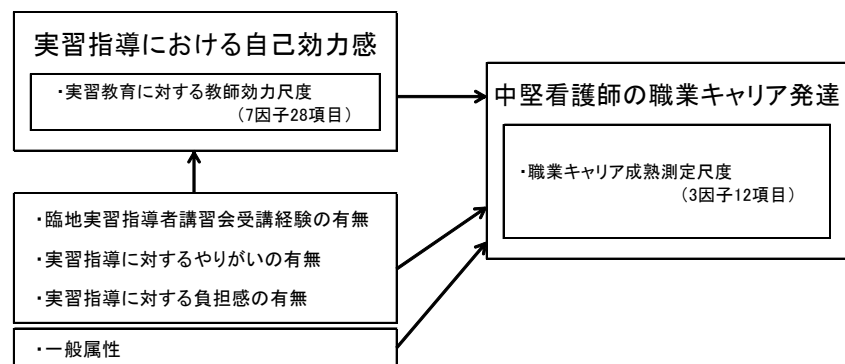 実習指導における自己効力感
・実習教育に対する教師効力尺度
(7因子28項目)
・臨地実習指導者講習会受講経験の有無
・実習指導に対するやりがいの有無
・実習指導に対する負担感の有無
・一般属性
中堅看護師の職業キャリア発達
・職業キャリア成熟測定尺度
(3因子12項目)